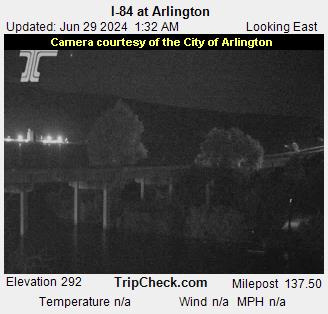 I-84 at Arlington
Updated: Jun 29 2024 1:32 AM Looking East
Camera courtesy of the City of Arlington
Elevation 292 TripCheck.com Milepost 137.50
Temperature n/a Wind n/a MPH n/a